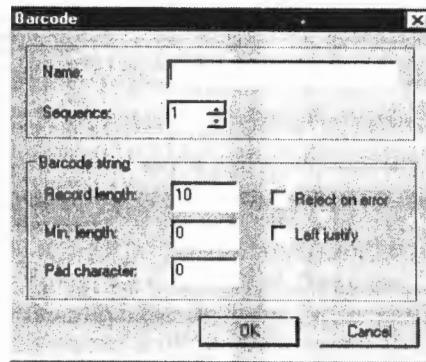 Barcode
Name:
Sequence: 1
Barcode string
Record length: 10 Reject on error
Min. length: 0 Left justify
Pad character: 0
OK Cancel